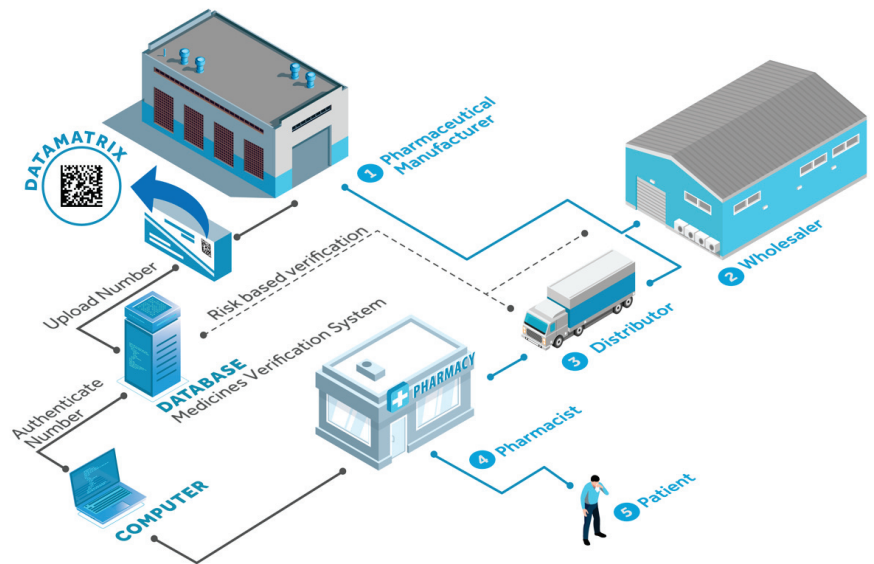 DATAMATRIX
1 Pharmaceutical
Manufacturer
2 Wholesaler
Risk based verification
Upload Number
3 Distributor
DATABASE
Medicines Verification System
PHARMACY
Authenticate
Number
4 Pharmacist
COMPUTER
5 Patient